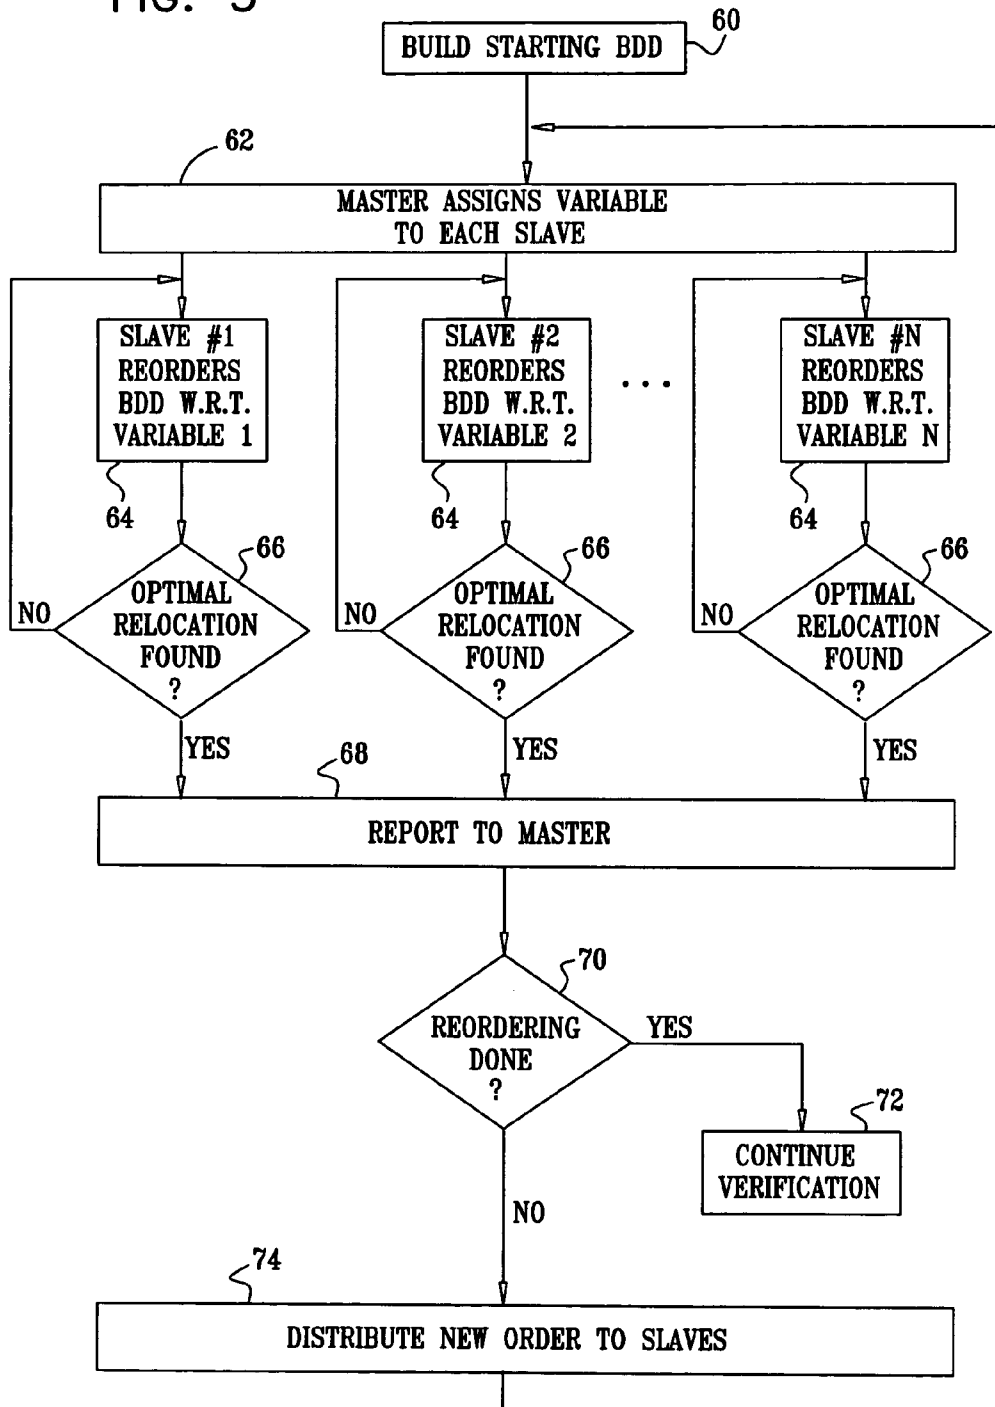 FIG. 3
60
BUILD STARTING BDD
62
MASTER ASSIGNS VARIABLE
TO EACH SLAVE
SLAVE #1
REORDERS
BDD W.R.T.
VARIABLE 1
64
SLAVE #2
REORDERS
BDD W.R.T.
VARIABLE 2
64
...
SLAVE #N
REORDERS
BDD W.R.T.
VARIABLE N
64
66
OPTIMAL
RELOCATION
FOUND
?
NO
YES
66
OPTIMAL
RELOCATION
FOUND
?
NO
YES
66
OPTIMAL
RELOCATION
FOUND
?
NO
YES
68
REPORT TO MASTER
70
REORDERING
DONE
?
YES
72
CONTINUE
VERIFICATION
NO
74
DISTRIBUTE NEW ORDER TO SLAVES